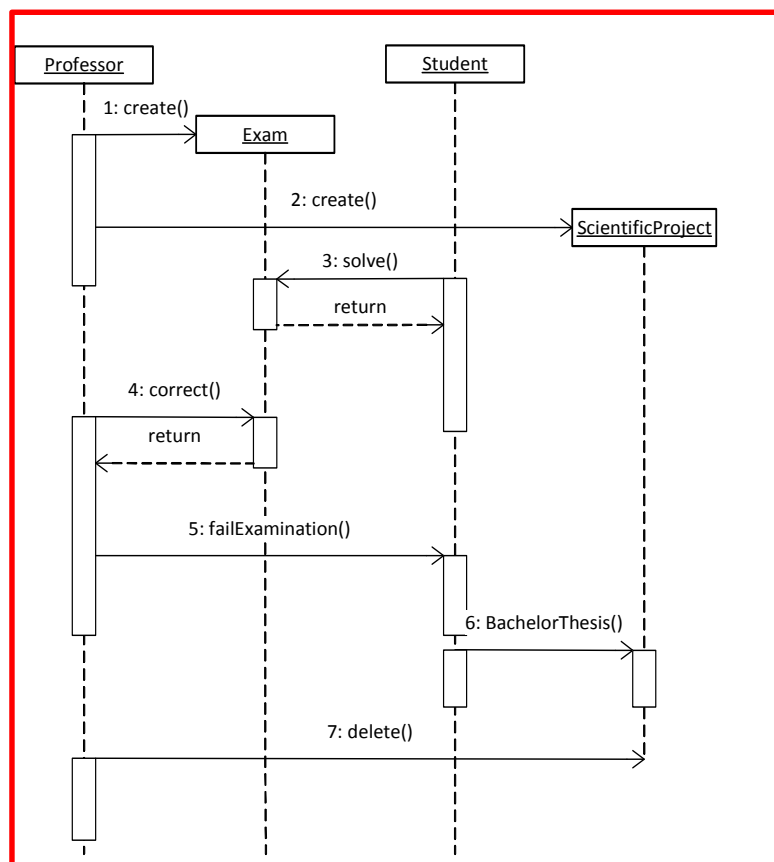 Professor
Student
1: create()
Exam
2: create()
ScientificProject
3: solve()
return
4: correct()
return
5: failExamination()
6: BachelorThesis()
7: delete()